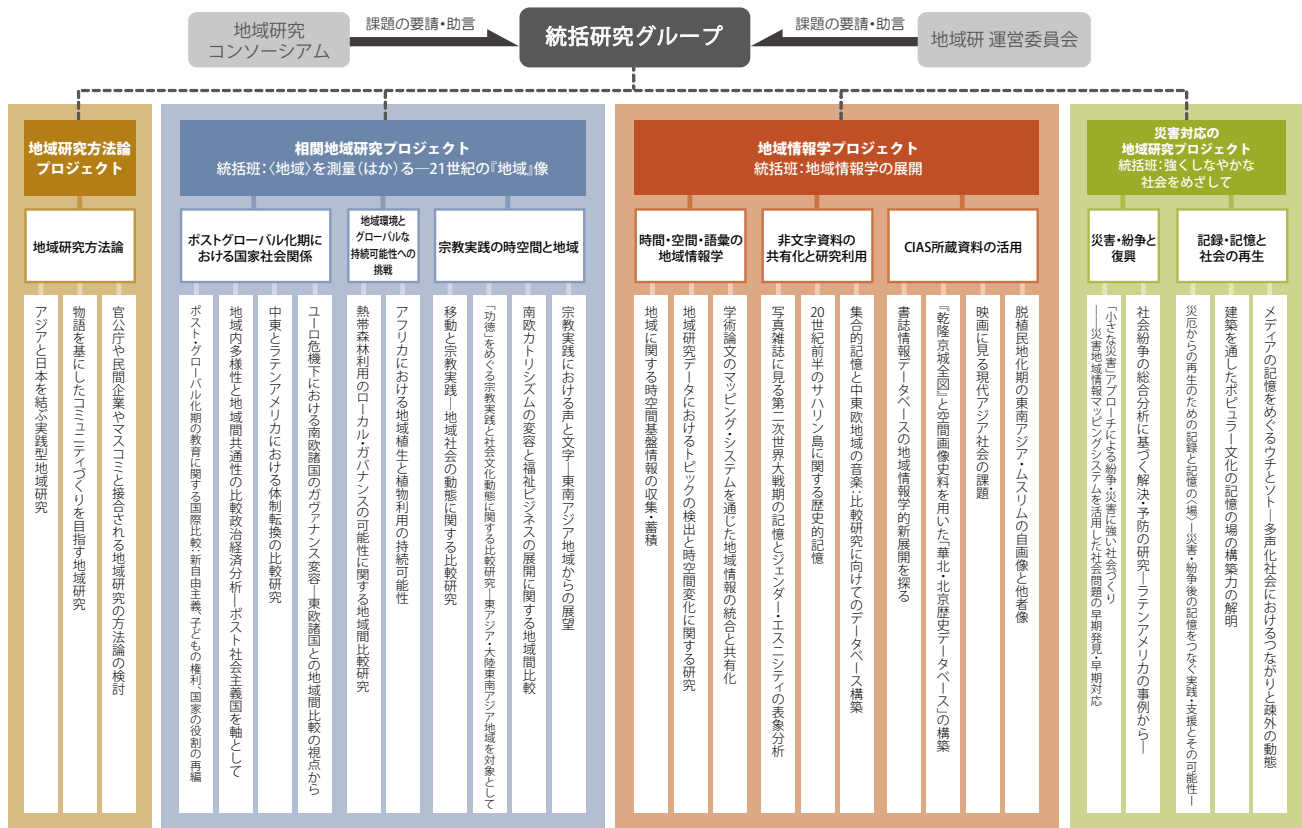 地域研究
コンソーシアム
課題の要請・助言
統括研究グループ
課題の要請・助言
地域研 運営委員会
地域研究方法論
プロジェクト
地域研究方法論
アジアと日本を結ぶ実践型地域研究
物語を基にしたコミュニティづくりを目指す地域研究
官公庁や民間企業やマスコミと接合される地域研究の方法論の検討
相関地域研究プロジェクト
統括班：〈地域〉を測量（はか）る―21世紀の『地域』像
ポストグローバル化期に
おける国家社会関係
ポスト・グローバル化期の教育に関する国際比較：新自由主義、子どもの権利、国家の役割の再編
地域内多様性と地域間共通性の比較政治経済分析―ポスト社会主義国を軸として
中東とラテンアメリカにおける体制転換の比較研究
ユーロ危機下における南欧諸国のガヴァナンス変容―東欧諸国との地域間比較の視点から
地域環境と
グローバルな
持続可能性への
挑戦
熱帯森林利用のローカル・ガバナンスの可能性に関する地域間比較研究
アフリカにおける地域植生と植物利用の持続可能性
宗教実践の時空間と地域
移動と宗教実践―地域社会の動態に関する比較研究
「功徳」をめぐる宗教実践と社会文化動態に関する比較研究―東アジア・大陸東南アジア地域を対象として
南欧カトリシズムの変容と福祉ビジネスの展開に関する地域間比較
宗教実践における声と文字―東南アジア地域からの展望
地域情報学プロジェクト
統括班：地域情報学の展開
時間・空間・語彙の
地域情報学
地域に関する時空間基盤情報の収集・蓄積
地域研究データにおけるトピックの検出と時空間変化に関する研究
学術論文のマッピング・システムを通じた地域情報の統合と共有化
非文字資料の
共有化と研究利用
写真雑誌に見る第二次世界大戦期の記憶とジェンダー・エスニシティの表象分析
20世紀前半のサハリン島に関する歴史的記憶
集合的記憶と中東欧地域の音楽：比較研究に向けてのデータベース構築
CIAS所蔵資料の活用
書誌情報データベースの地域情報学的新展開を探る
『乾隆京城全図』と空間画像史料を用いた「華北・北京歴史データベース」の構築
映画に見る現代アジア社会の課題
脱植民地化期の東南アジア・ムスリムの自画像と他者像
災害対応の
地域研究プロジェクト
統括班：強くしなやかな
社会をめざして
災害・紛争と
復興
「小さな災害」アプローチによる紛争・災害に強い社会づくり
――災害地域情報マッピングシステムを活用した社会問題の早期発見・早期対応
社会紛争の総合分析に基づく解決・予防の研究―ラテンアメリカの事例から―
記録・記憶と
社会の再生
災厄からの再生のための記録と記憶の〈場〉―災害・紛争後の記憶をつなぐ実践・支援とその可能性―
建築を通したポピュラー文化の記憶の場の構築力の解明
メディアの記憶をめぐるウチとソト―多声化社会におけるつながりと疎外の動態